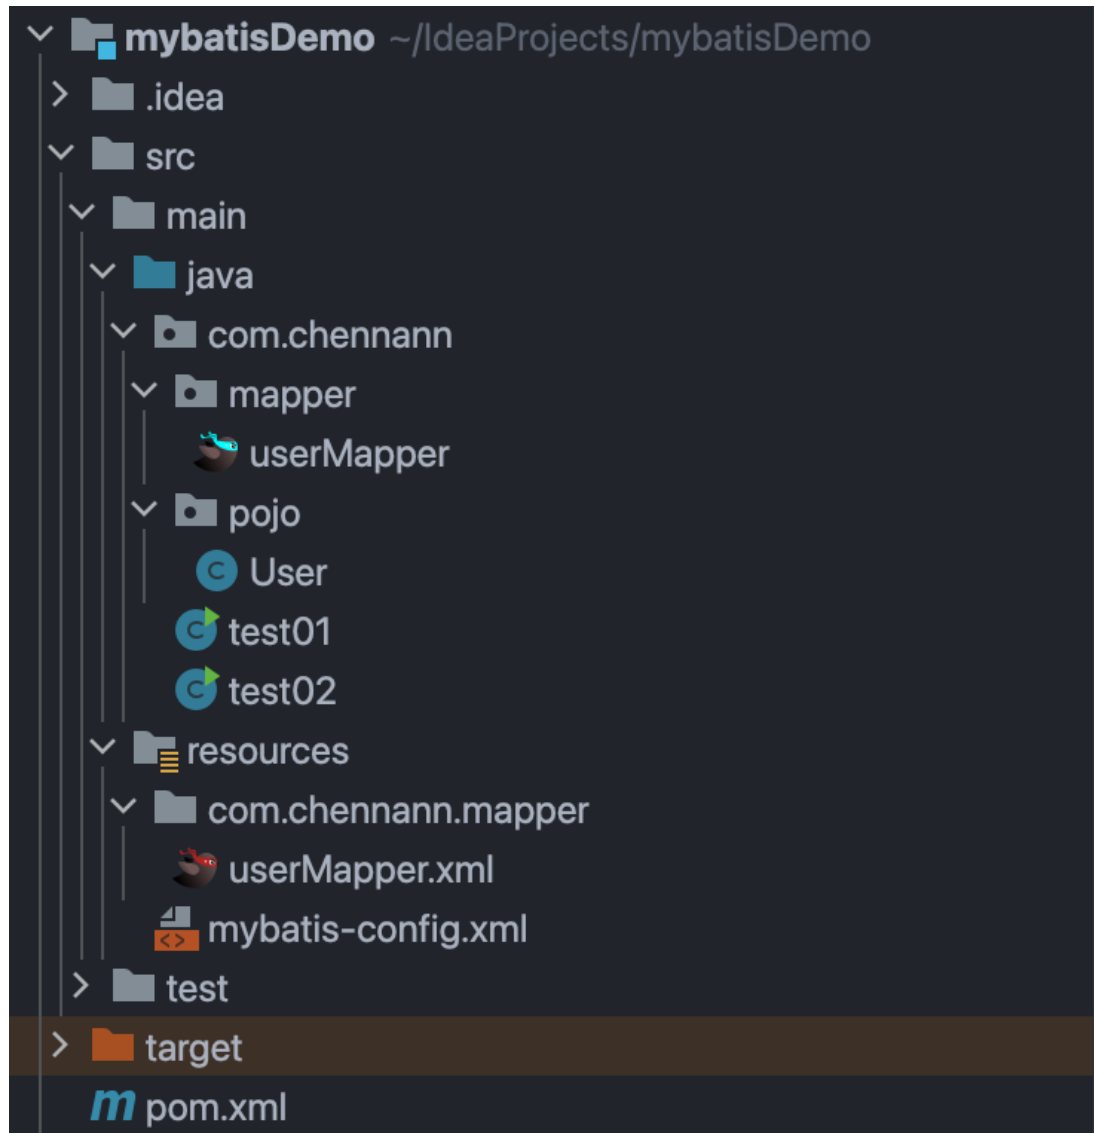 mybatisDemo ~/IdeaProjects/mybatisDemo
.idea
src
main
java
com.chennann
mapper
userMapper
pojo
User
test01
test02
resources
com.chennann.mapper
userMapper.xml
mybatis-config.xml
test
target
pom.xml